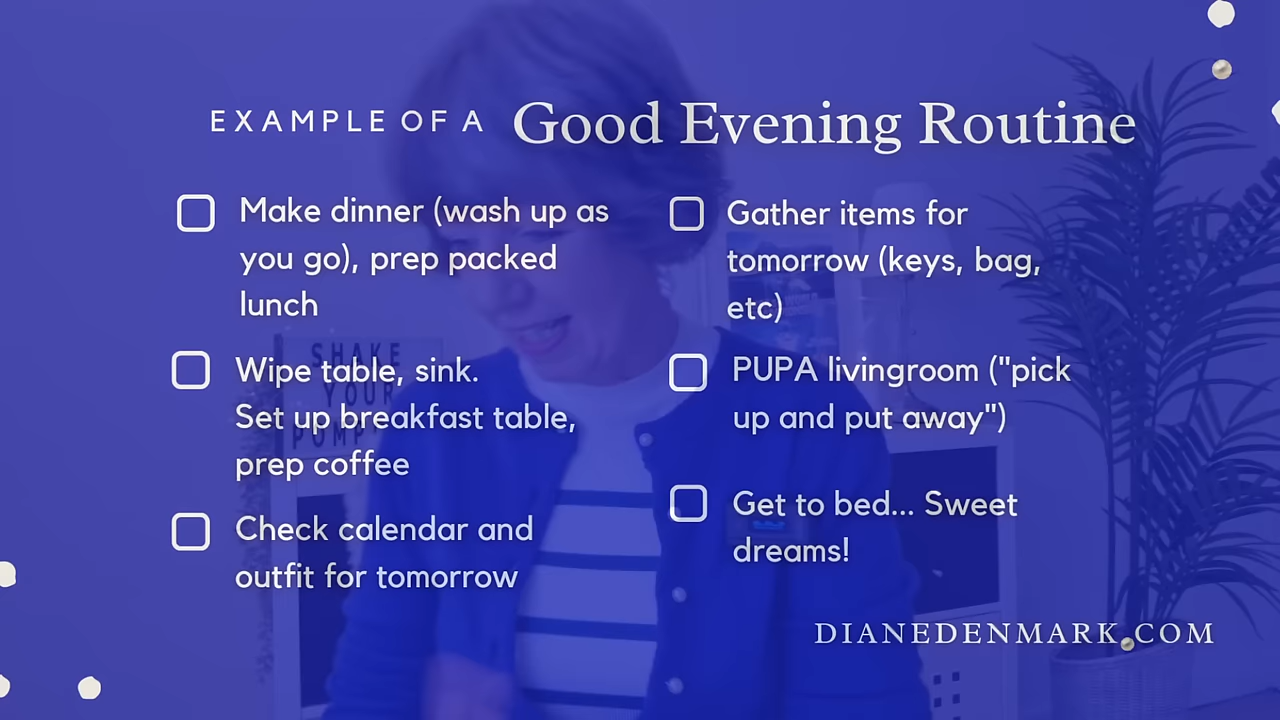 EXAMPLE OF A Good Evening Routine
Make dinner (wash up as
you go), prep packed
lunch
Wipe table, sink.
Set up breakfast table,
prep coffee
Check calendar and
outfit for tomorrow
Gather items for
tomorrow (keys, bag,
etc)
PUPA livingroom ("pick
up and put away")
Get to bed... Sweet
dreams!
SHAKE
YOUR
DIANEDENMARK.COM